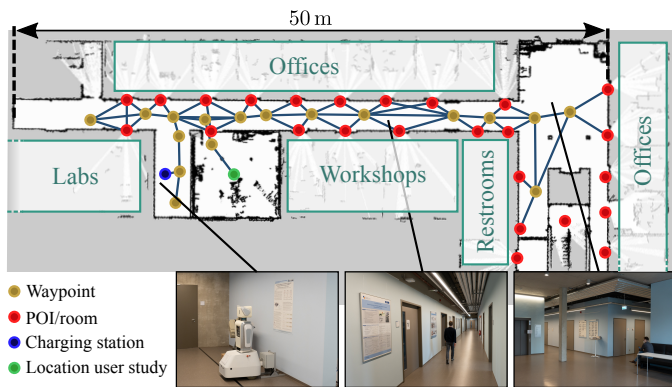 50 m
Offices
Labs
Workshops
Restrooms
Offices
Waypoint
POI/room
Charging station
Location user study